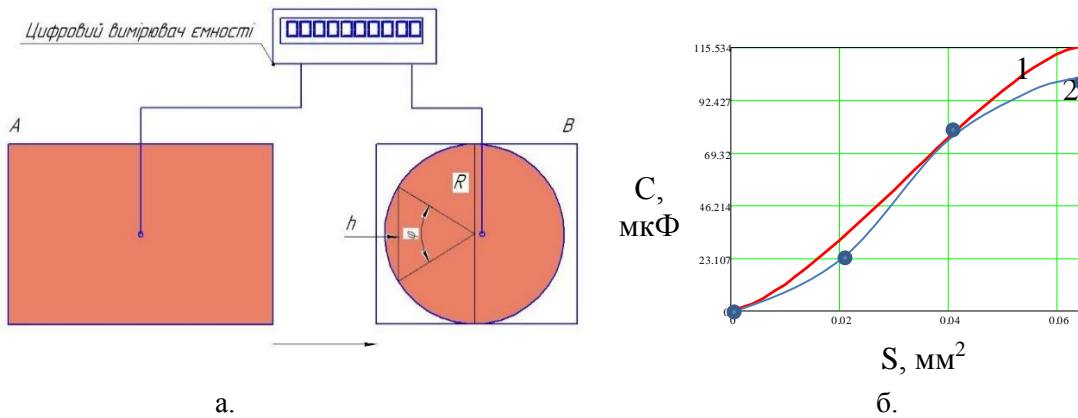 Цифровий вимірювач ємності
A
B
R
h
φ
а.
115.534
92.427
69.32
46.214
23.107
0
0
0.02
0.04
0.06
1
2
С,
мкФ
S, мм²
б.